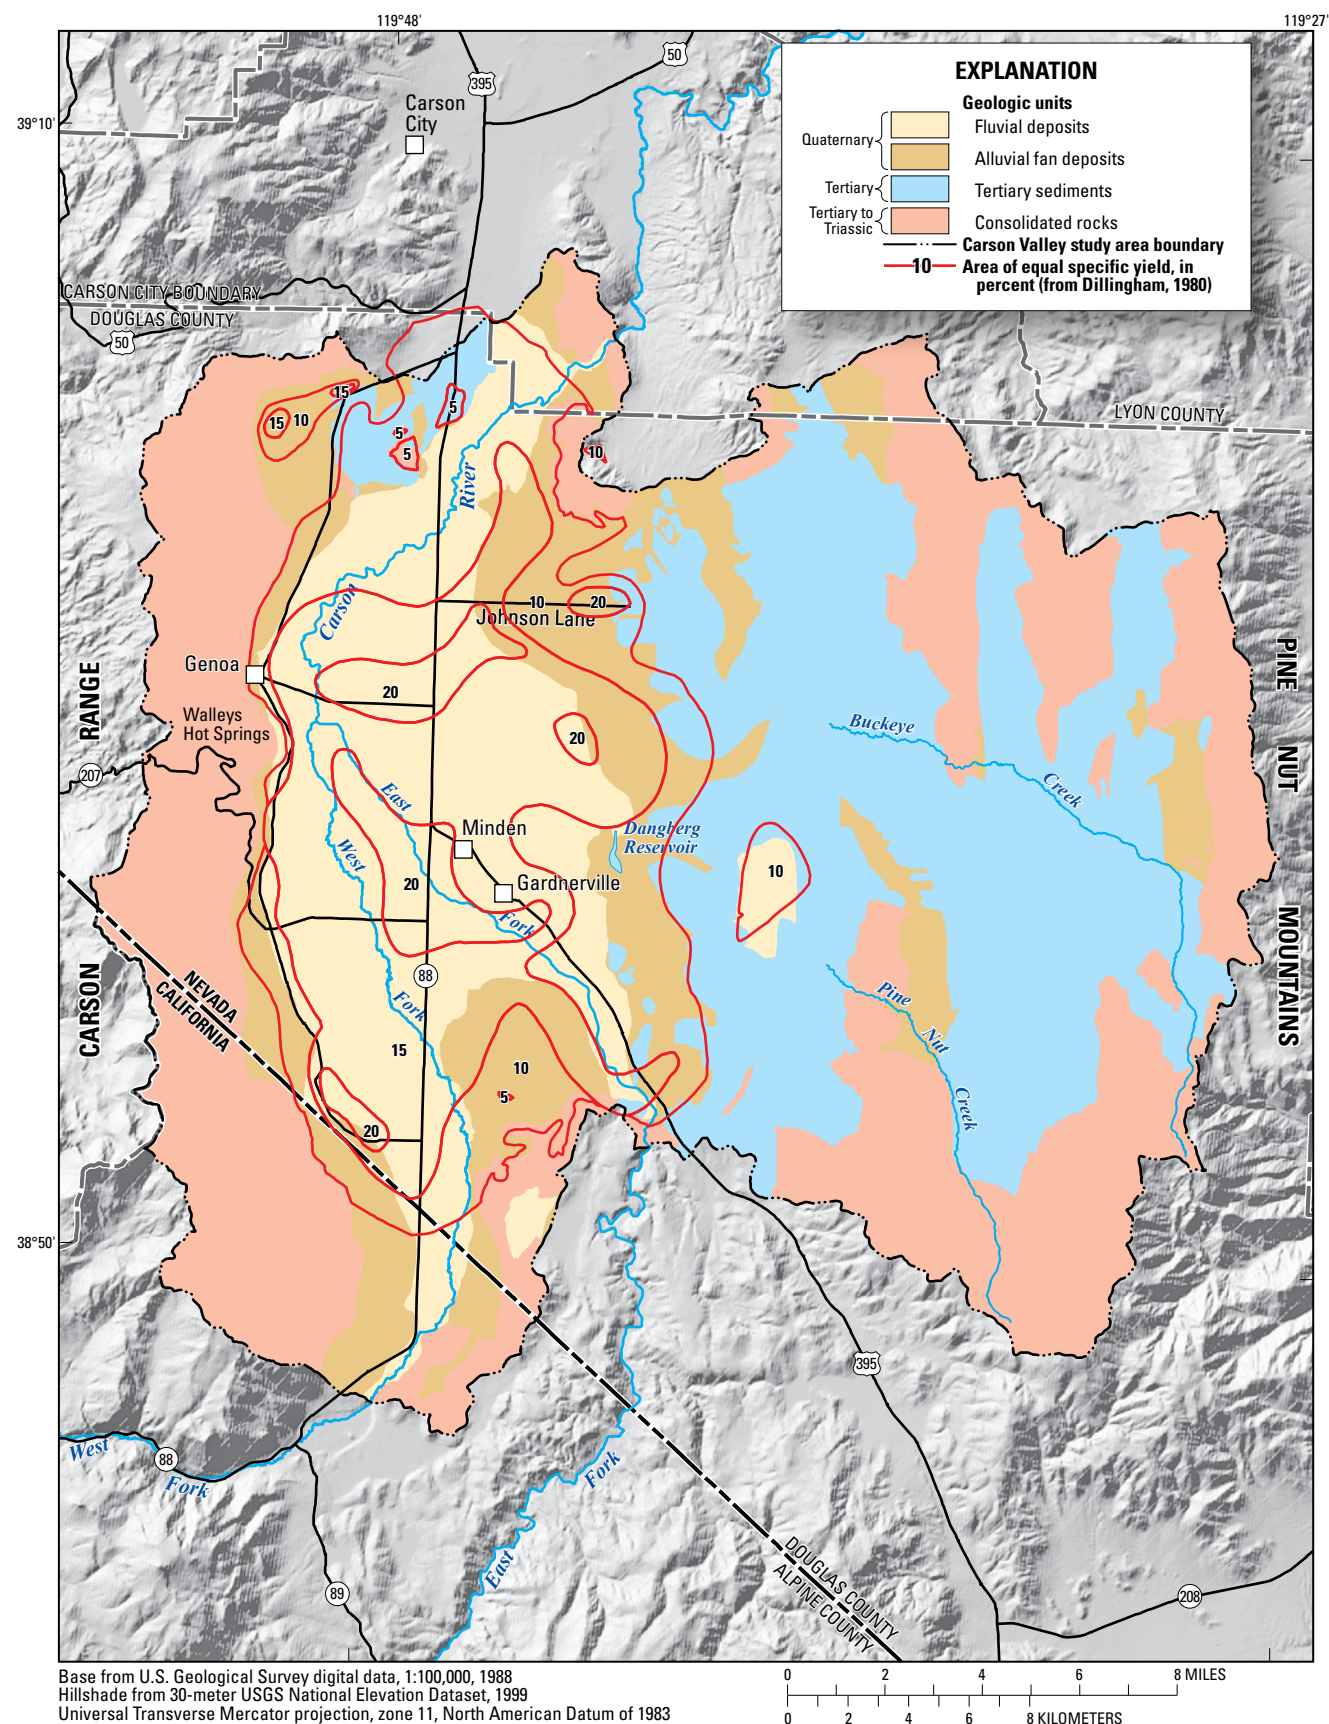 119°48'
119°27'
50
395
Carson
City
39°10'
EXPLANATION
Geologic units
Quaternary
Fluvial deposits
Alluvial fan deposits
Tertiary
Tertiary sediments
Tertiary to
Triassic
Consolidated rocks
Carson Valley study area boundary
10
Area of equal specific yield, in
percent (from Dillingham, 1980)
CARSON CITY BOUNDARY
DOUGLAS COUNTY
50
LYON COUNTY
15
15
10
5
5
5
10
River
Carson
10
20
Johnson Lane
Genoa
20
Walleys
Hot Springs
20
207
RANGE
CARSON
PINE
NUT
MOUNTAINS
Buckeye
Creek
East
West
Minden
Dangberg
Reservoir
Gardnerville
20
10
Fork
88
Fork
NEVADA
CALIFORNIA
Pine
Nut
Creek
15
10
5
20
38°50'
395
West
88
Fork
Fork
East
89
DOUGLAS COUNTY
ALPINE COUNTY
208
Base from U.S. Geological Survey digital data, 1:100,000, 1988
Hillshade from 30-meter USGS National Elevation Dataset, 1999
Universal Transverse Mercator projection, zone 11, North American Datum of 1983
0 2 4 6 8 MILES
0 2 4 6 8 KILOMETERS